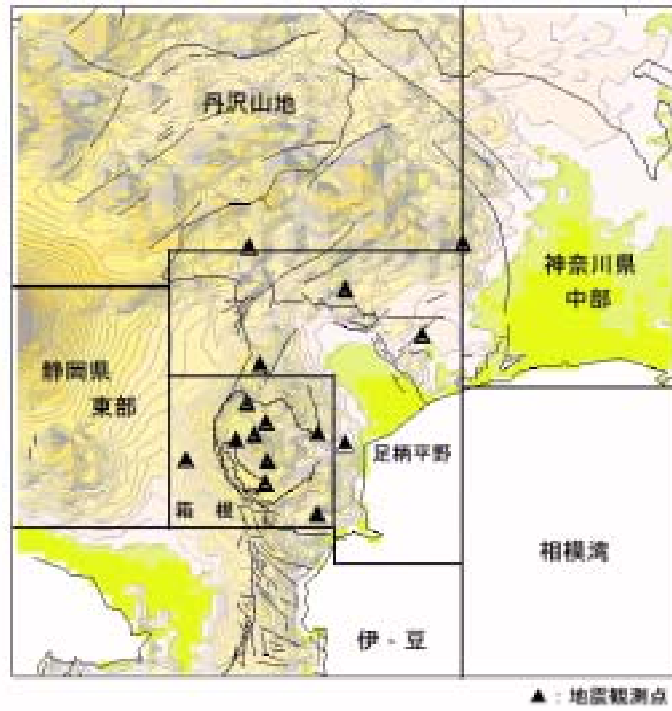 丹沢山地
神奈川県
中部
静岡県
東部
足柄平野
箱 根
相模湾
伊 - 豆
▲ : 地震観測点